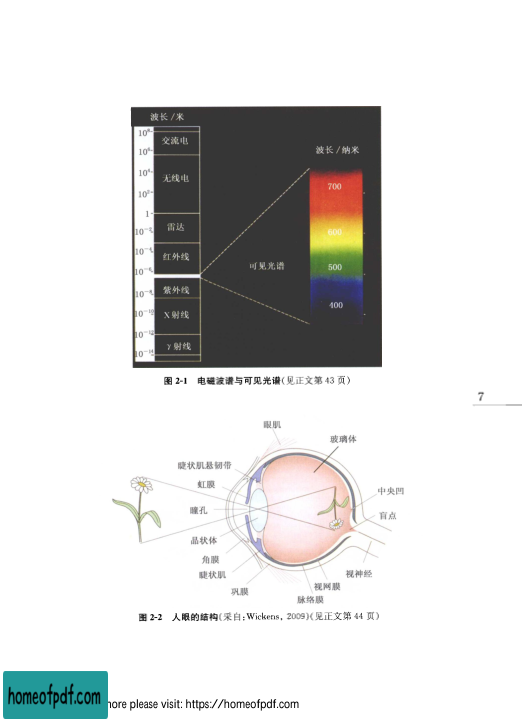 波长/米
10⁸
交流电
10⁶
10⁴
无线电
10²
1
雷达
10⁻²
10⁻⁴
红外线
10⁻⁶
紫外线
10⁻⁸
10⁻¹⁰
X射线
10⁻¹²
γ射线
10⁻¹⁴
波长/纳米
700
600
500
400
可见光谱
图 2-1 电磁波谱与可见光谱(见正文第 43 页)
7
眼肌
玻璃体
睫状肌悬韧带
虹膜
瞳孔
晶状体
角膜
睫状肌
巩膜
中央凹
盲点
视神经
视网膜
脉络膜
图 2-2 人眼的结构(采自:Wickens, 2009)(见正文第 44 页)
homeofpdf.com
more please visit: https://homeofpdf.com